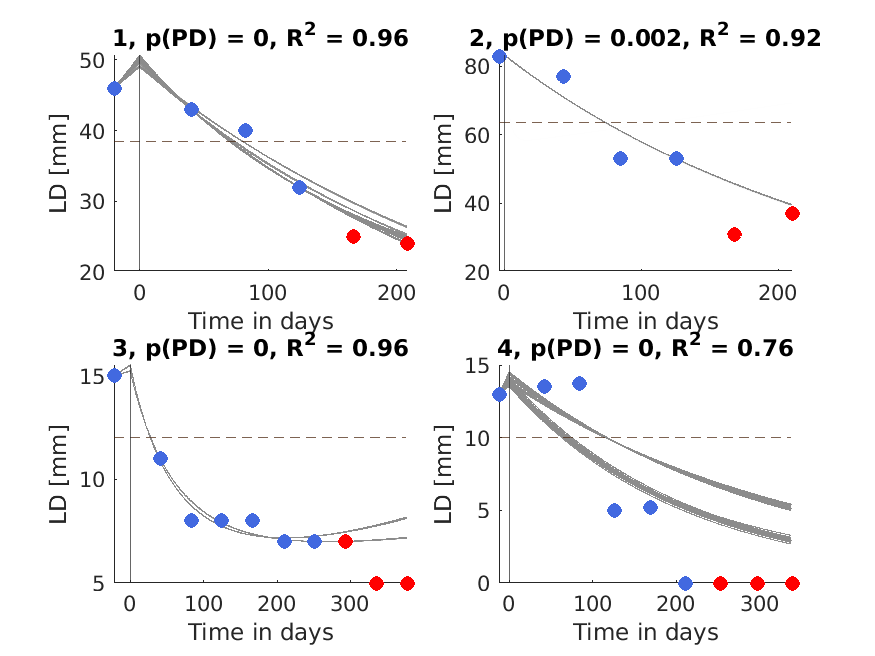 1, p(PD) = 0, R² = 0.96
50
40
30
20
LD [mm]
0 100 200
Time in days
2, p(PD) = 0.002, R² = 0.92
80
60
40
20
LD [mm]
0 100 200
Time in days
3, p(PD) = 0, R² = 0.96
15
10
5
LD [mm]
0 100 200 300
Time in days
4, p(PD) = 0, R² = 0.76
15
10
5
0
LD [mm]
0 100 200 300
Time in days